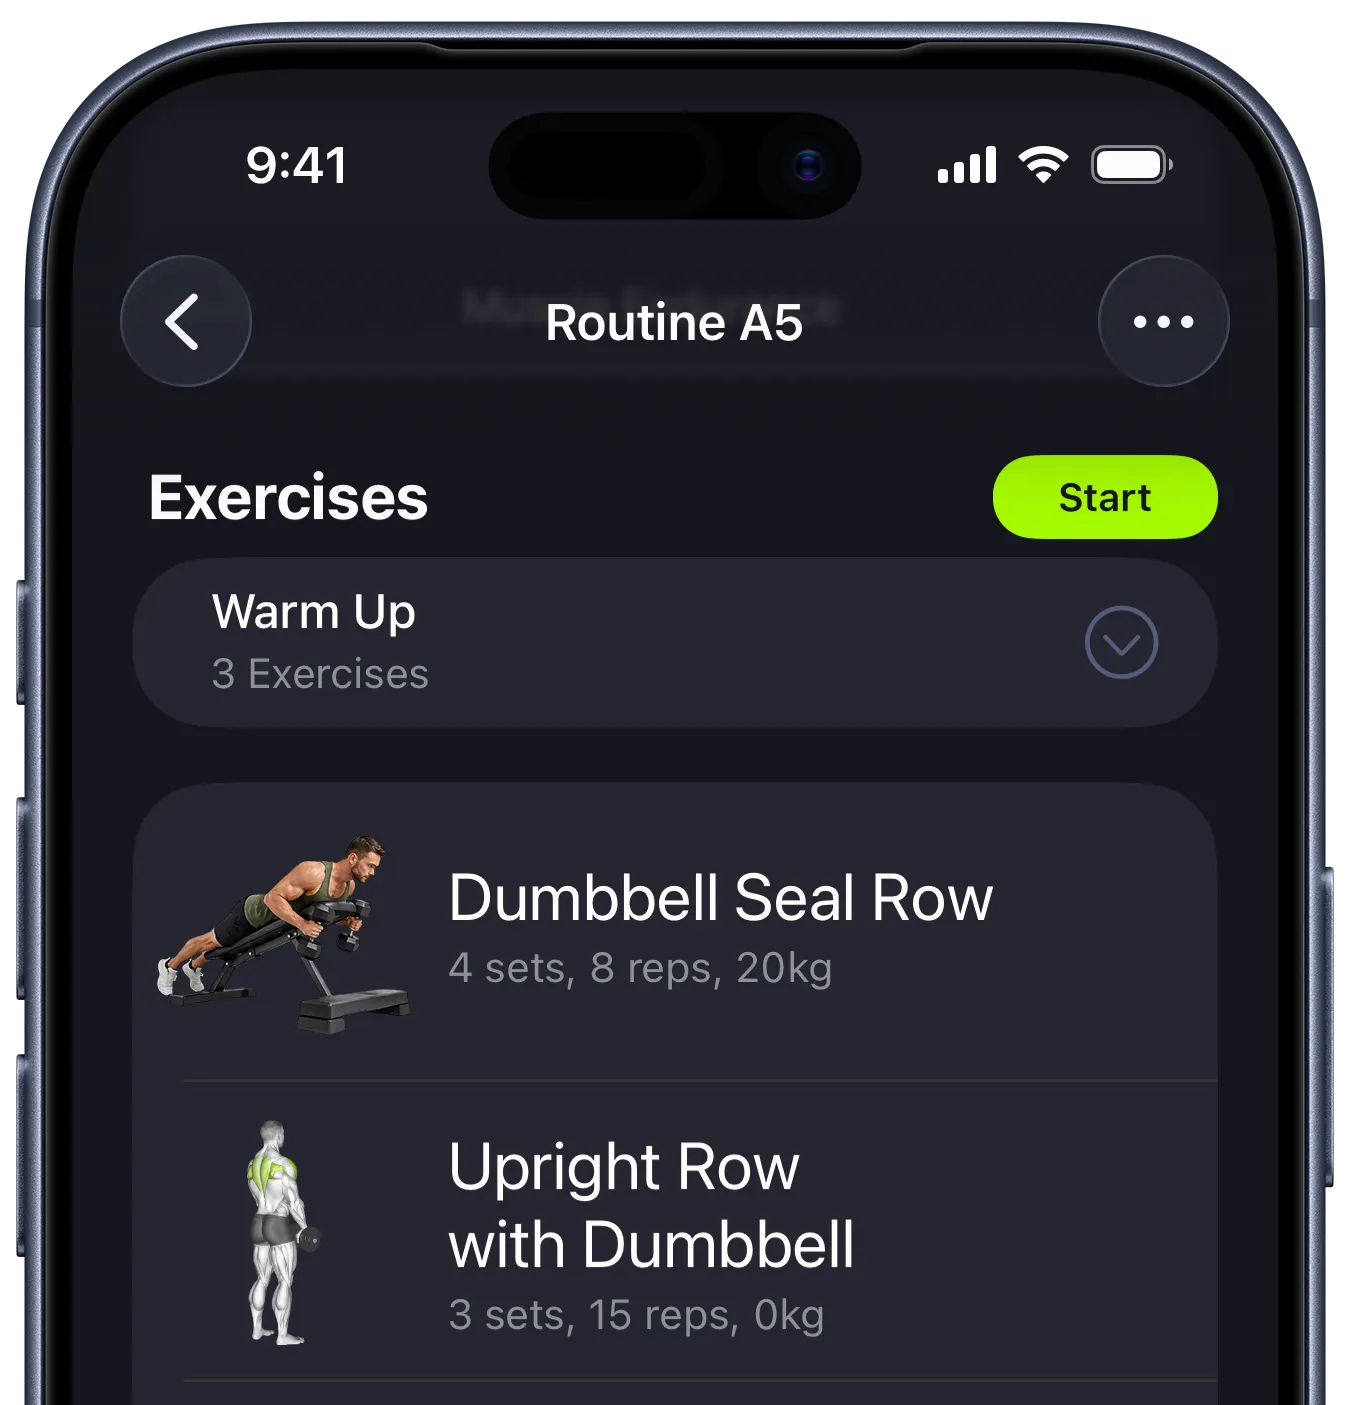 9:41
Routine A5
Exercises
Start
Warm Up
3 Exercises
Dumbbell Seal Row
4 sets, 8 reps, 20kg
Upright Row
with Dumbbell
3 sets, 15 reps, 0kg